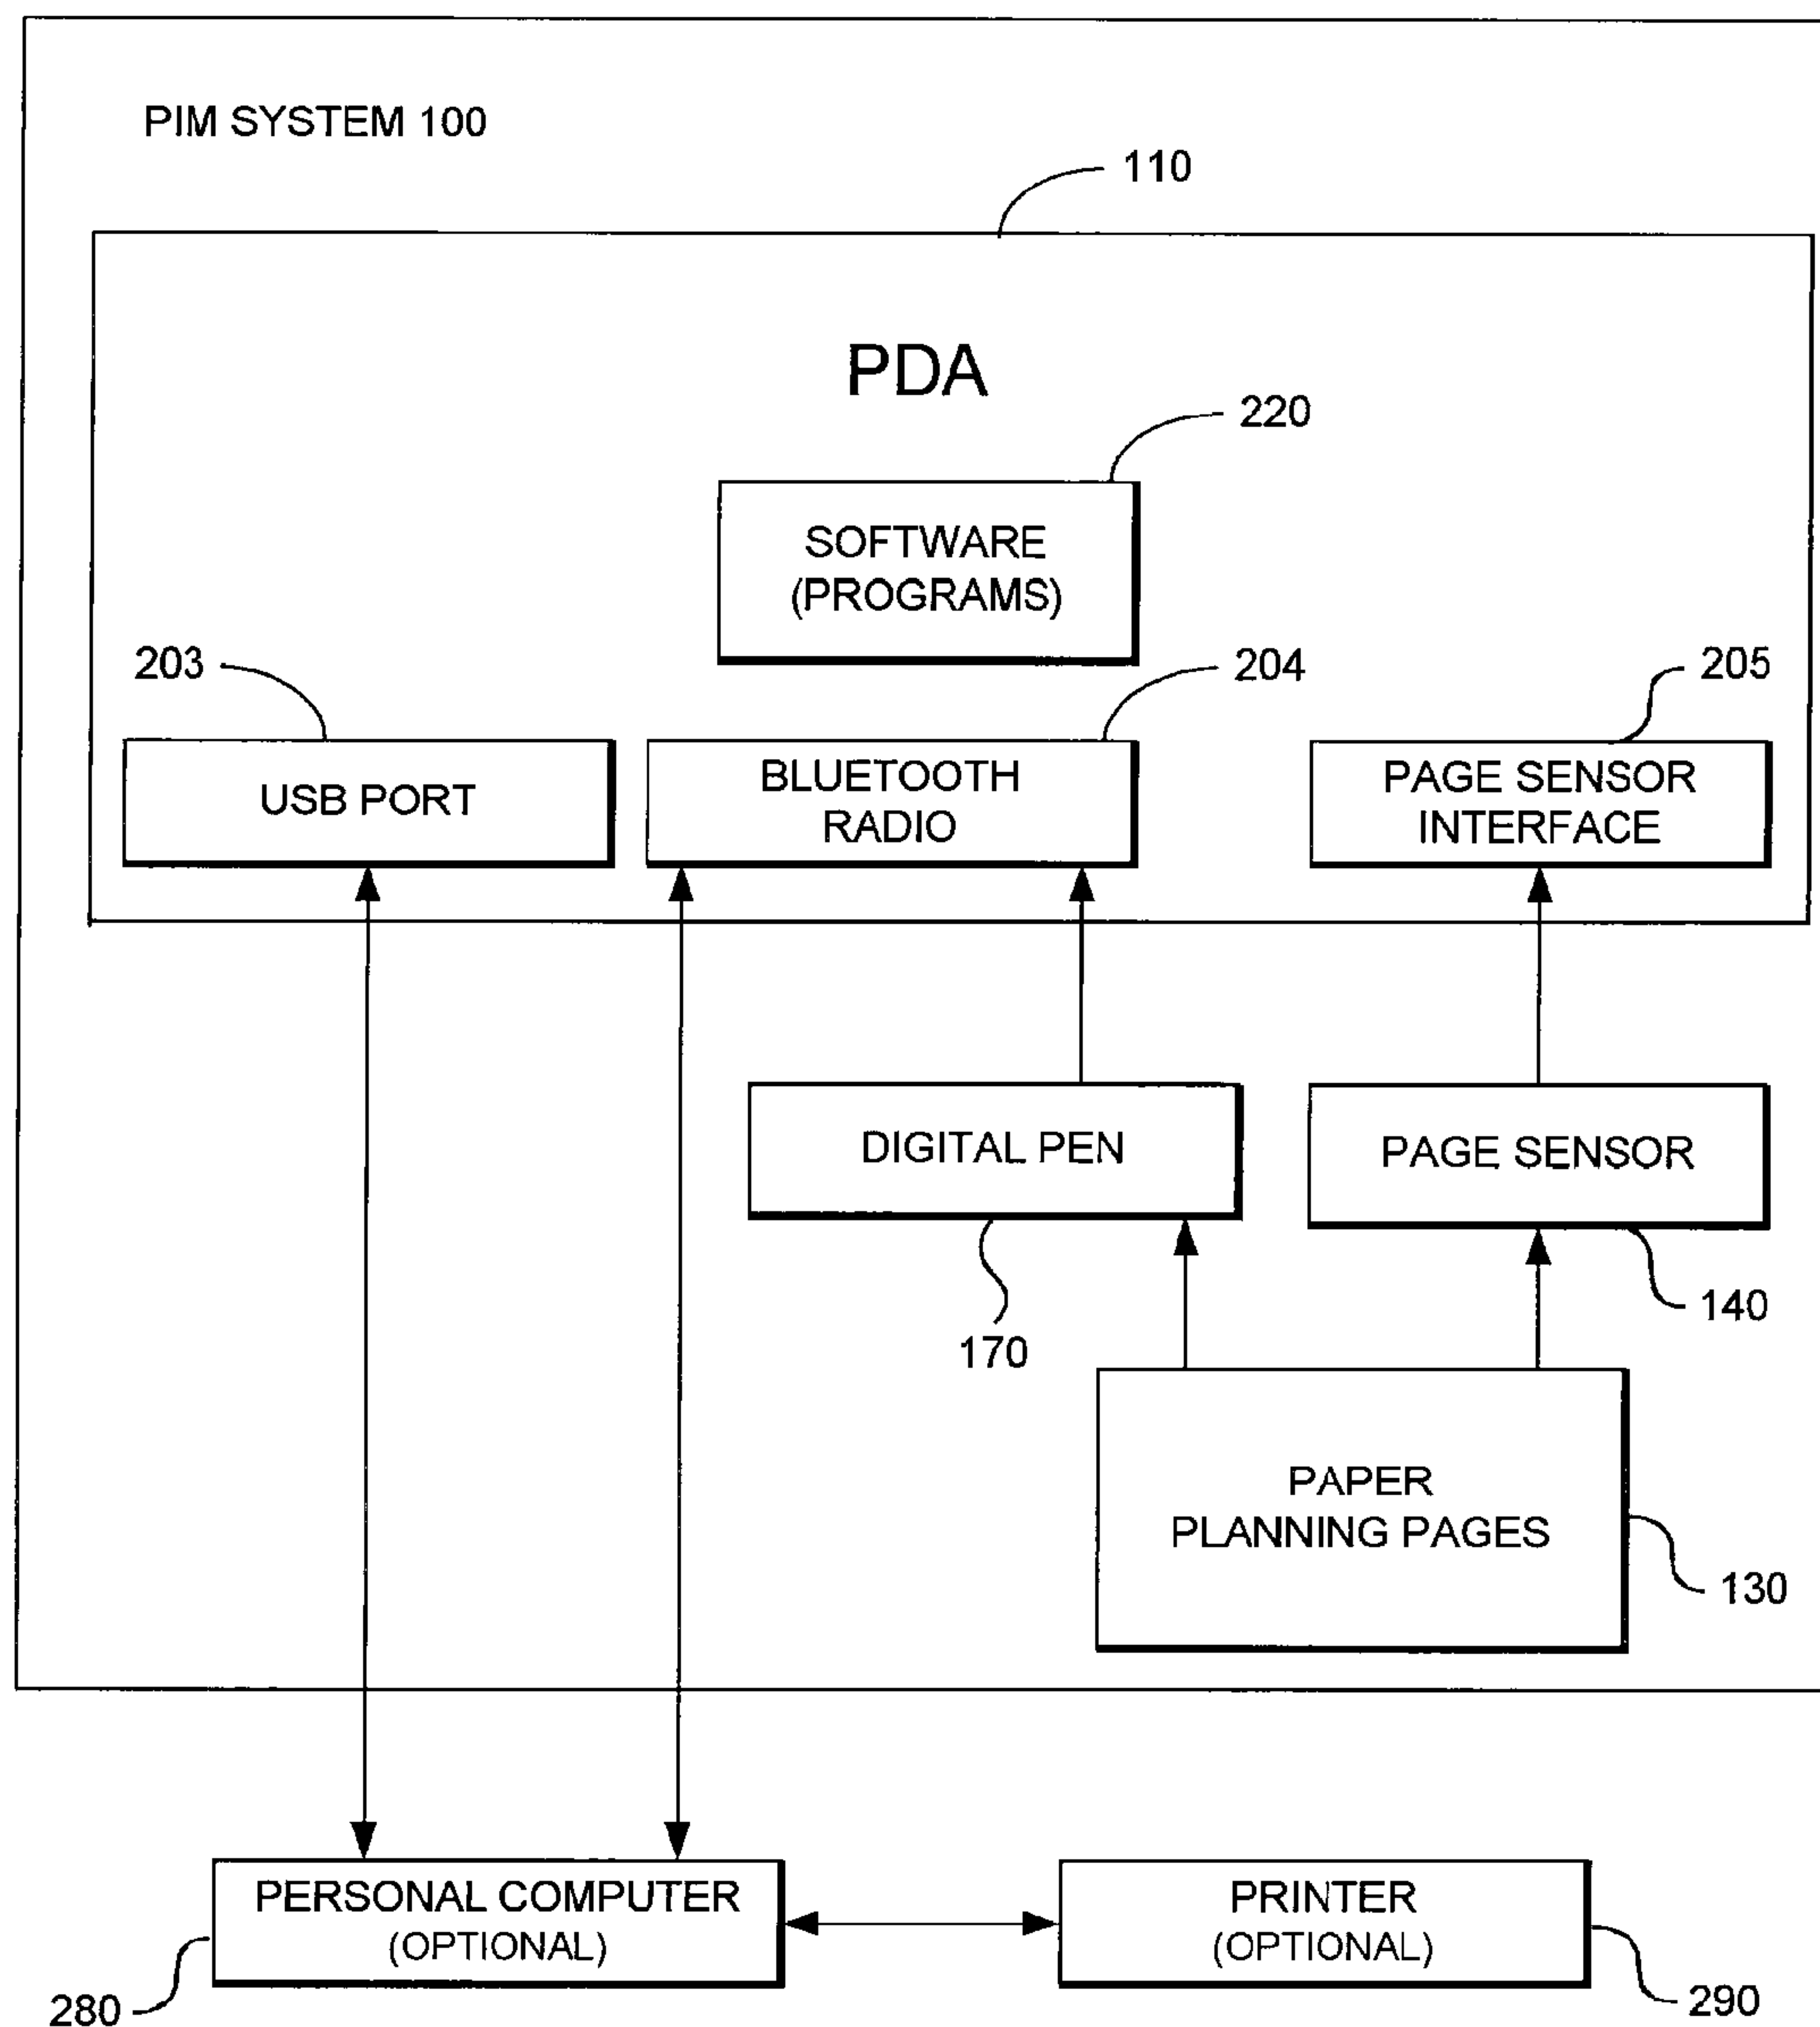 PIM SYSTEM 100
110
PDA
220
SOFTWARE
(PROGRAMS)
203
204
205
USB PORT
BLUETOOTH
RADIO
PAGE SENSOR
INTERFACE
DIGITAL PEN
PAGE SENSOR
170
140
PAPER
PLANNING PAGES
130
PERSONAL COMPUTER
(OPTIONAL)
PRINTER
(OPTIONAL)
280
290